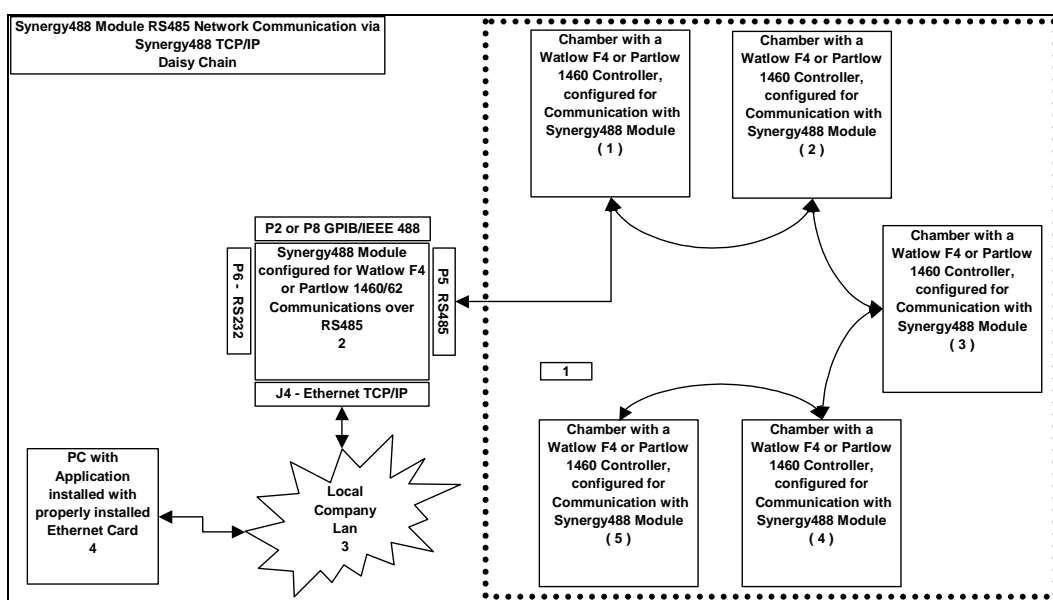 Synergy488 Module RS485 Network Communication via
Synergy488 TCP/IP
Daisy Chain
Chamber with a
Watlow F4 or Partlow
1460 Controller,
configured for
Communication with
Synergy488 Module
( 1 )
Chamber with a
Watlow F4 or Partlow
1460 Controller,
configured for
Communication with
Synergy488 Module
( 2 )
P2 or P8 GPIB/IEEE 488
P6 - RS232
Synergy488 Module
configured for Watlow F4
or Partlow 1460/62
Communications over
RS485
2
P5 RS485
J4 - Ethernet TCP/IP
Chamber with a
Watlow F4 or Partlow
1460 Controller,
configured for
Communication with
Synergy488 Module
( 3 )
1
PC with
Application
installed with
properly installed
Ethernet Card
4
Local
Company
Lan
3
Chamber with a
Watlow F4 or Partlow
1460 Controller,
configured for
Communication with
Synergy488 Module
( 5 )
Chamber with a
Watlow F4 or Partlow
1460 Controller,
configured for
Communication with
Synergy488 Module
( 4 )